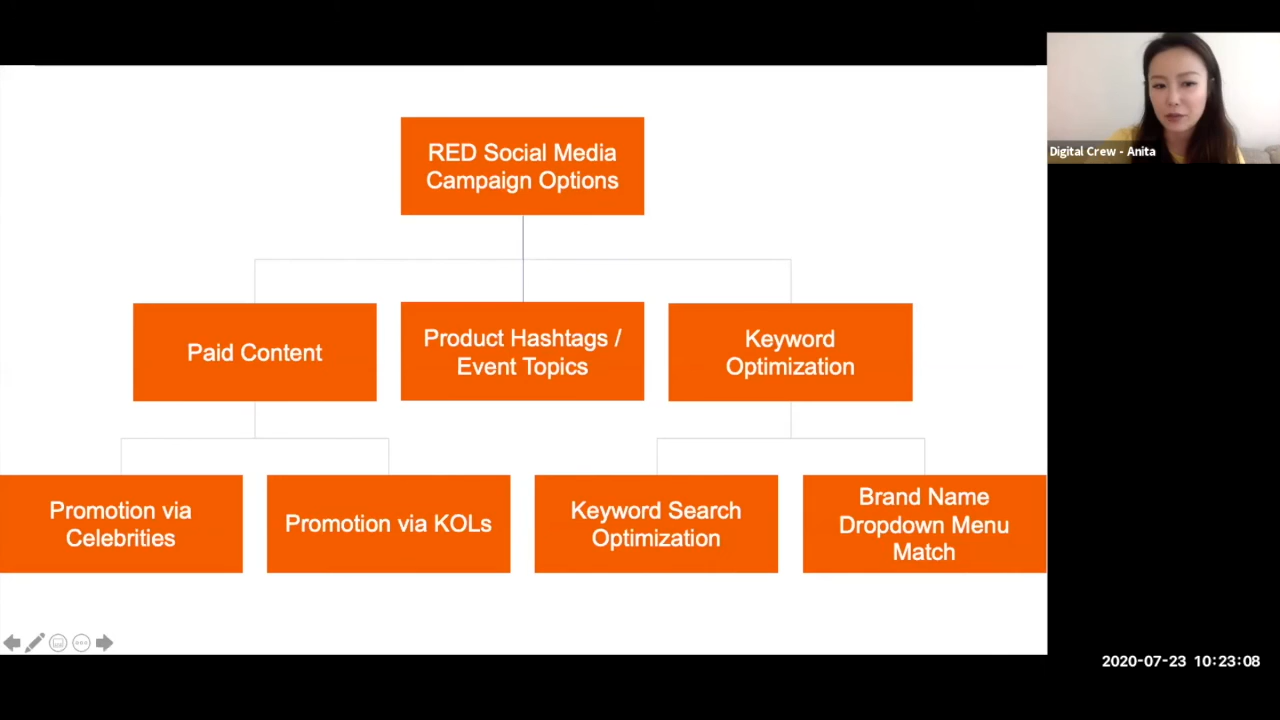 RED Social Media
Campaign Options
Digital Crew - Anita
Paid Content
Product Hashtags /
Event Topics
Keyword
Optimization
Promotion via
Celebrities
Promotion via KOLs
Keyword Search
Optimization
Brand Name
Dropdown Menu
Match
2020-07-23 10:23:08